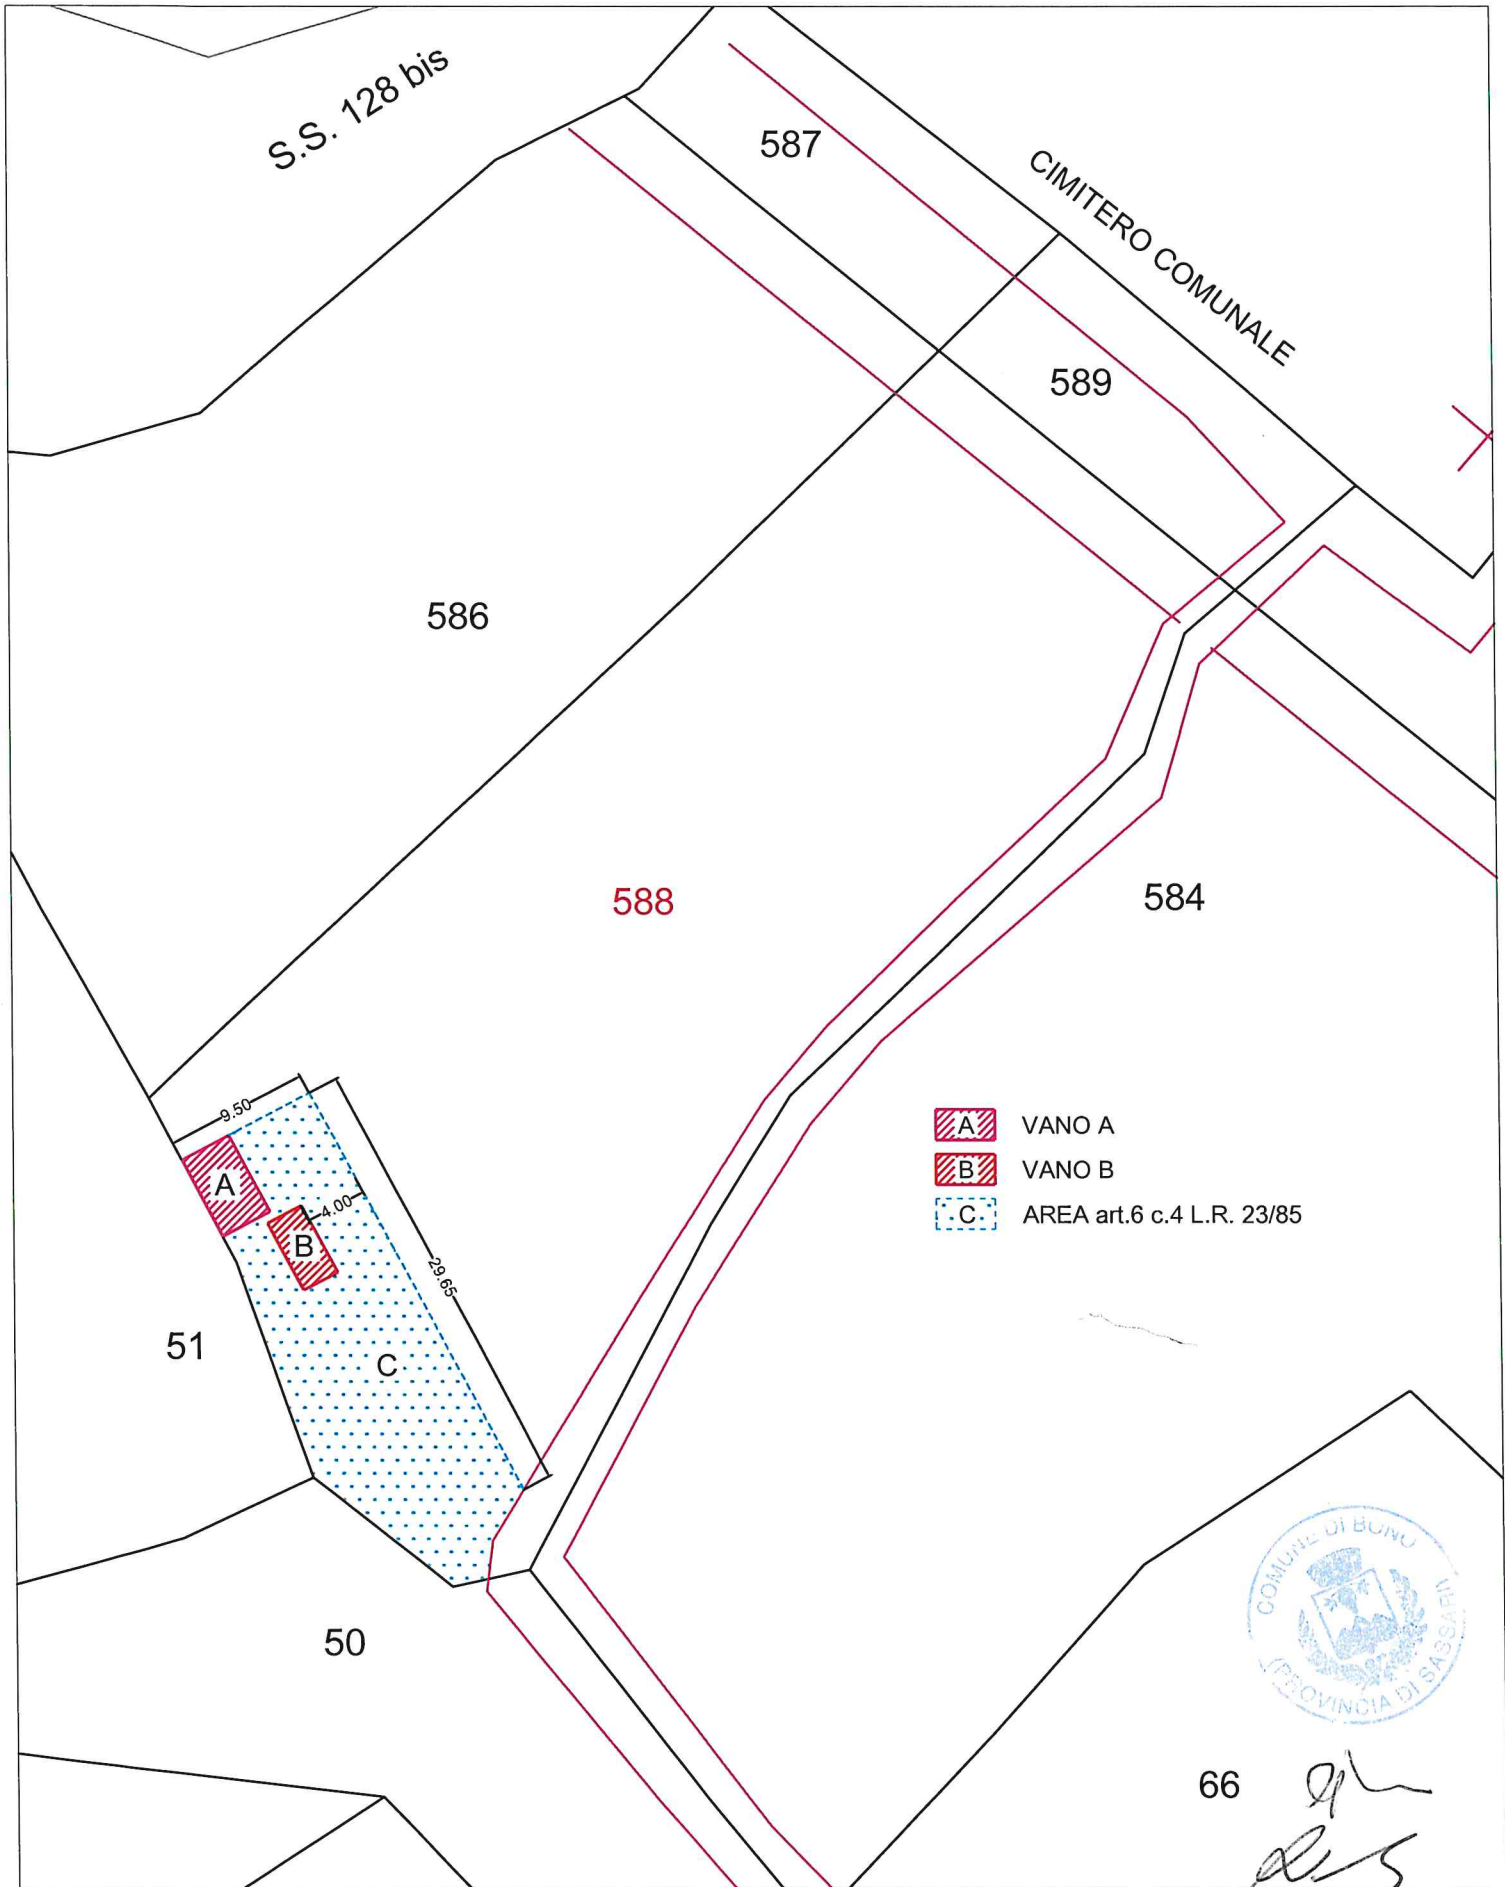 S.S. 128 bis
587
CIMITERO COMUNALE
589
586
588
584
9.50
A
4.00
B
29.65
C
51
50
66
A VANO A
B VANO B
C AREA art.6 c.4 L.R. 23/85
COMUNE DI BONO
(PROVINCIA DI SASSARI)